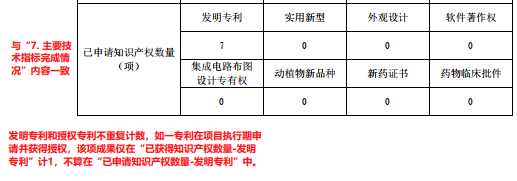 发明专利 实用新型 外观设计 软件著作权
与“7. 主要技
术指标完成情
况”内容一致
已申请知识产权数量
（项）
7 0 0 0
集成电路布图
设计专有权 动植物新品种 新药证书 药物临床批件
0 0 0 0
发明专利和授权专利不重复计数，如一专利在项目执行期申
请并获得授权，该项成果仅在“已获得知识产权数量-发明
专利”计1，不算在“已申请知识产权数量-发明专利”中。